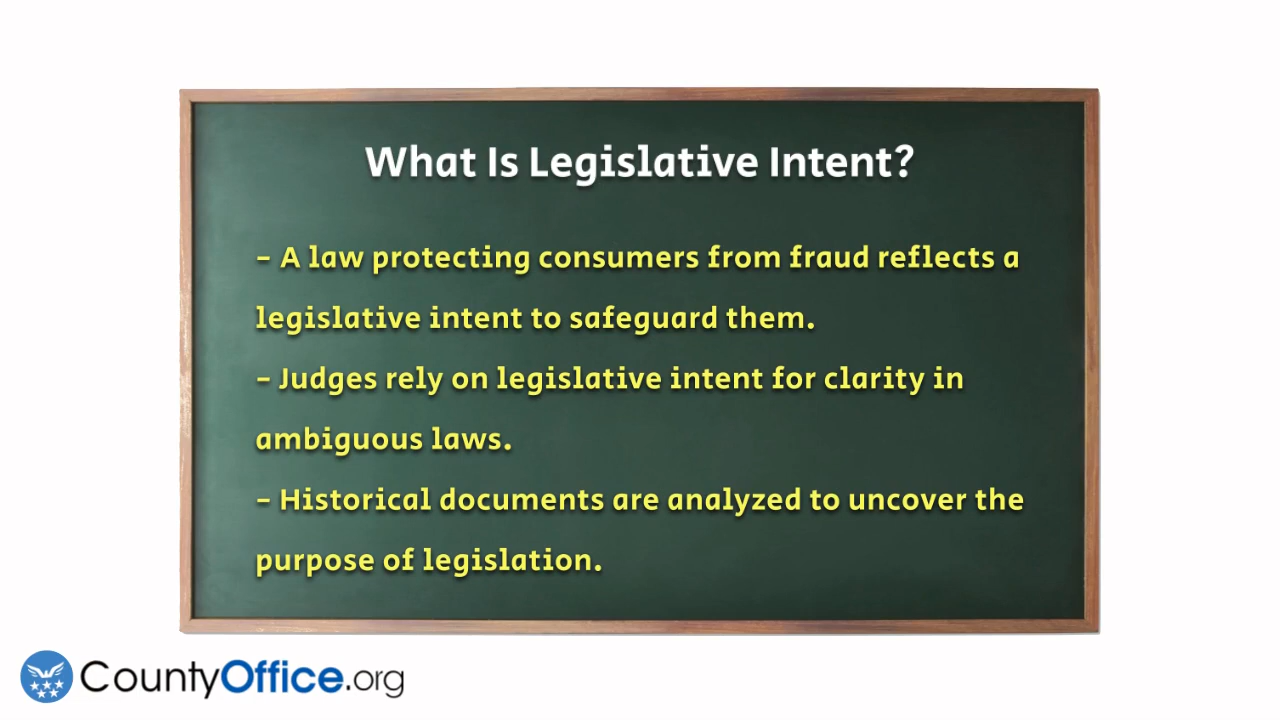 What Is Legislative Intent?
- A law protecting consumers from fraud reflects a
legislative intent to safeguard them.
- Judges rely on legislative intent for clarity in
ambiguous laws.
- Historical documents are analyzed to uncover the
purpose of legislation.
CountyOffice.org